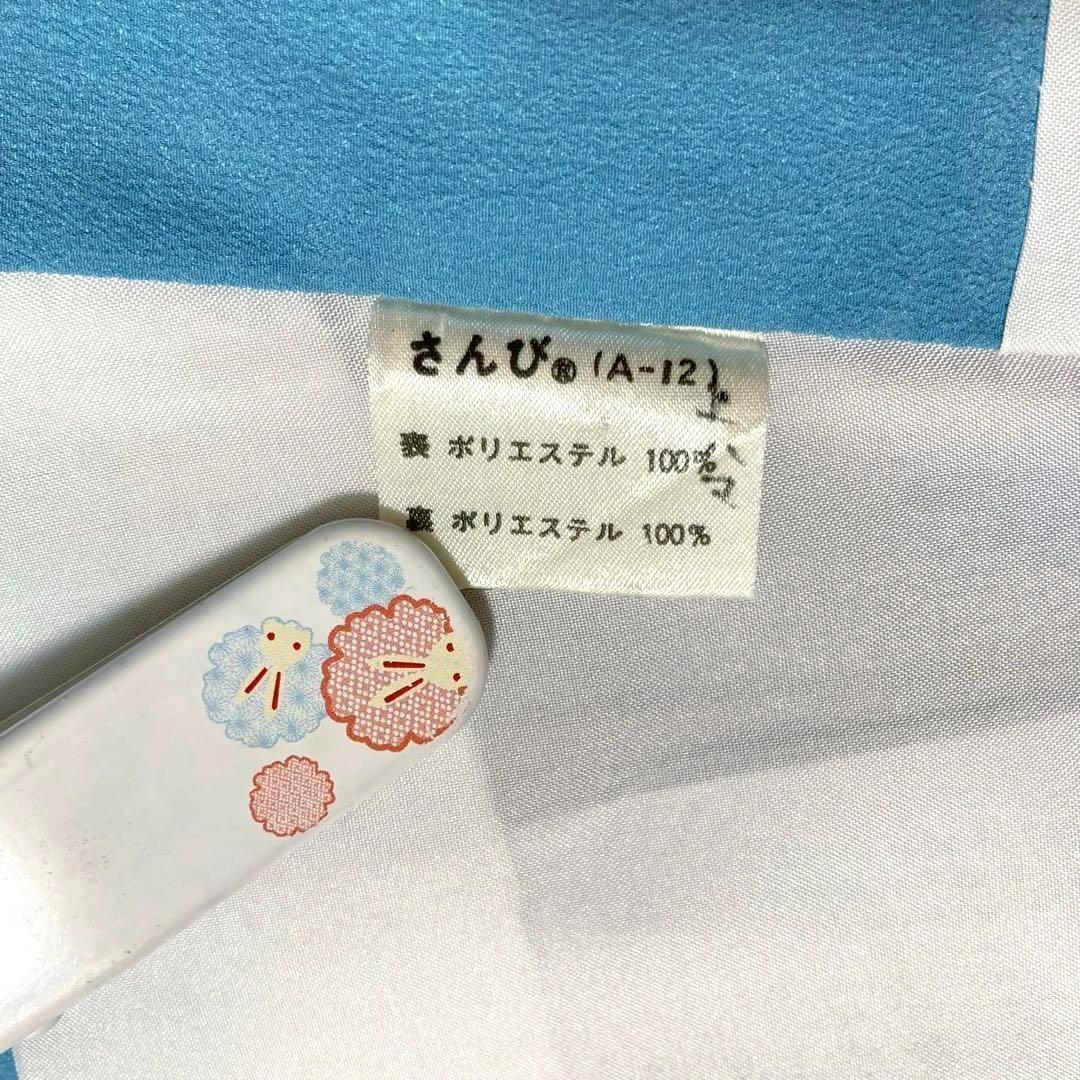 さんび® (A-12)
表 ポリエステル 100%
裏 ポリエステル 100%